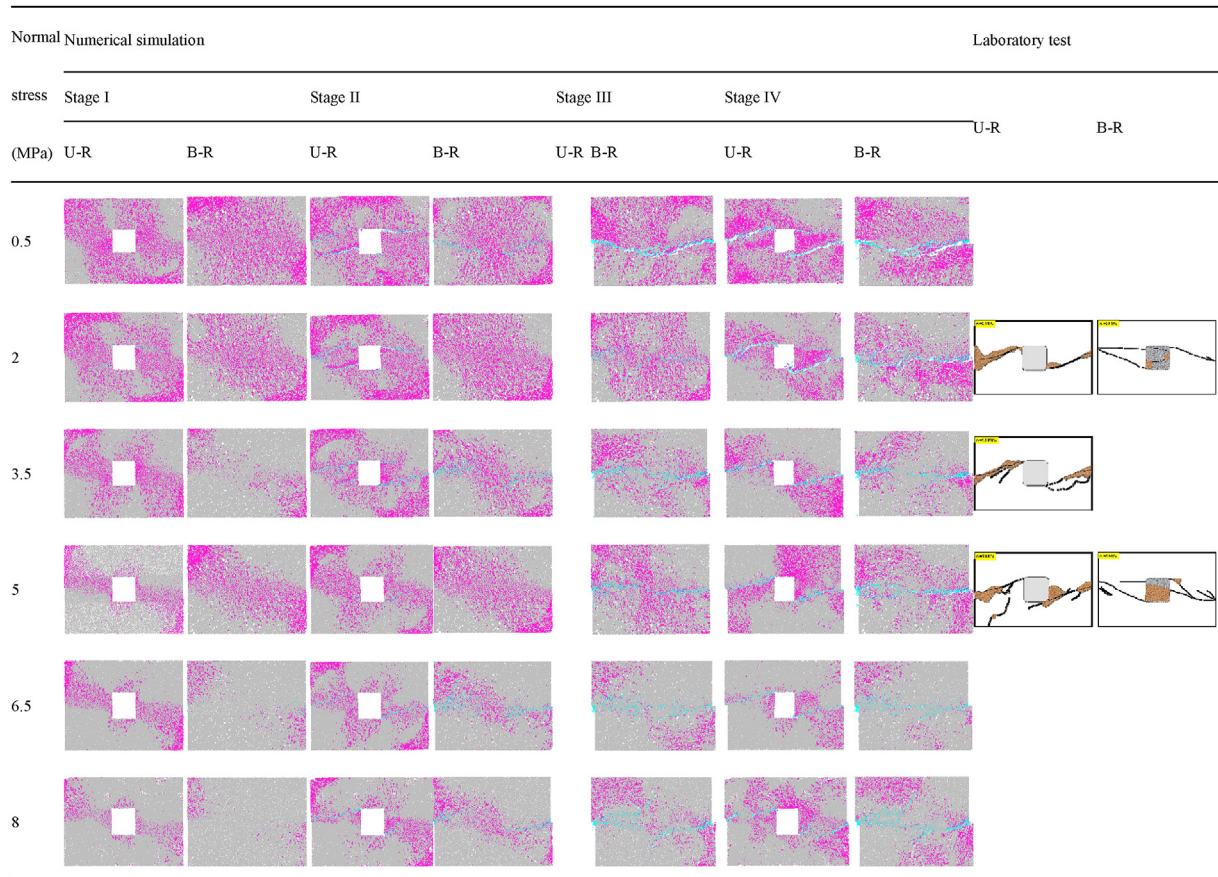 Normal Numerical simulation Laboratory test
stress Stage I Stage II Stage III Stage IV
U-R B-R
(MPa) U-R B-R U-R B-R U-R B-R U-R B-R
0.5
2
3.5
5
6.5
8